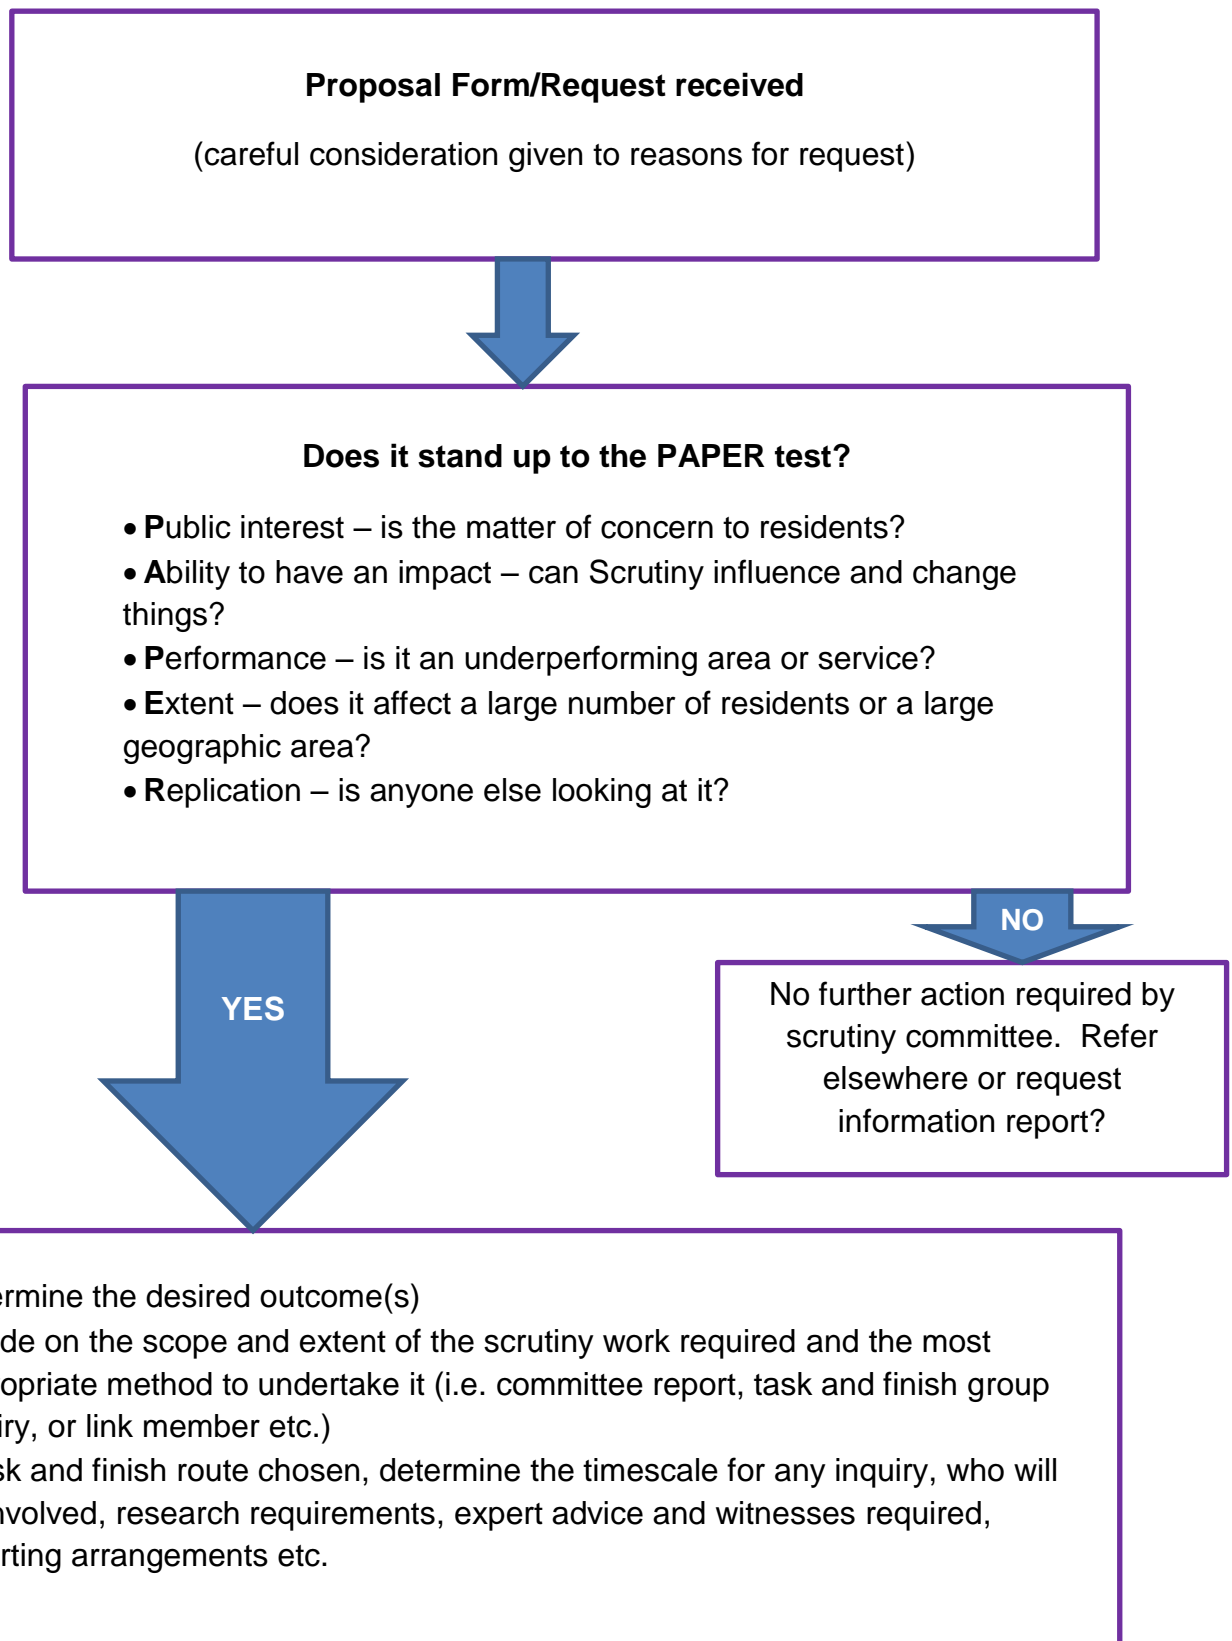 Proposal Form/Request received
(careful consideration given to reasons for request)
Does it stand up to the PAPER test?
• Public interest – is the matter of concern to residents?
• Ability to have an impact – can Scrutiny influence and change
things?
• Performance – is it an underperforming area or service?
• Extent – does it affect a large number of residents or a large
geographic area?
• Replication – is anyone else looking at it?
NO
YES
No further action required by
scrutiny committee.  Refer
elsewhere or request
information report?
ermine the desired outcome(s)
de on the scope and extent of the scrutiny work required and the most
opriate method to undertake it (i.e. committee report, task and finish group
iry, or link member etc.)
sk and finish route chosen, determine the timescale for any inquiry, who will
nvolved, research requirements, expert advice and witnesses required,
rting arrangements etc.